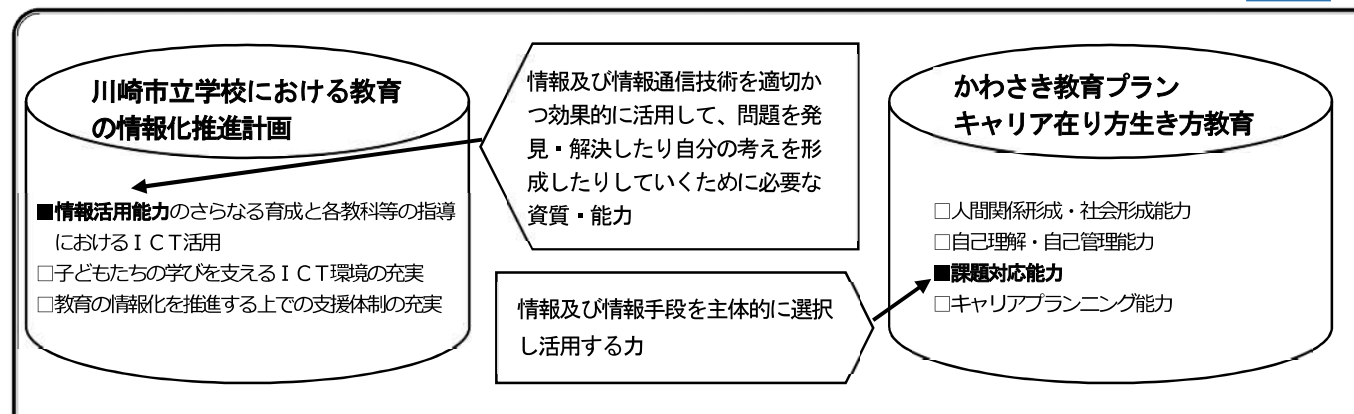 川崎市立学校における教育
の情報化推進計画
■情報活用能力のさらなる育成と各教科等の指導
におけるＩＣＴ活用
□子どもたちの学びを支えるＩＣＴ環境の充実
□教育の情報化を推進する上での支援体制の充実
情報及び情報通信技術を適切か
つ効果的に活用して、問題を発
見・解決したり自分の考えを形
成したりしていくために必要な
資質・能力
情報及び情報手段を主体的に選択
し活用する力
かわさき教育プラン
キャリア在り方生き方教育
□人間関係形成・社会形成能力
□自己理解・自己管理能力
■課題対応能力
□キャリアプランニング能力